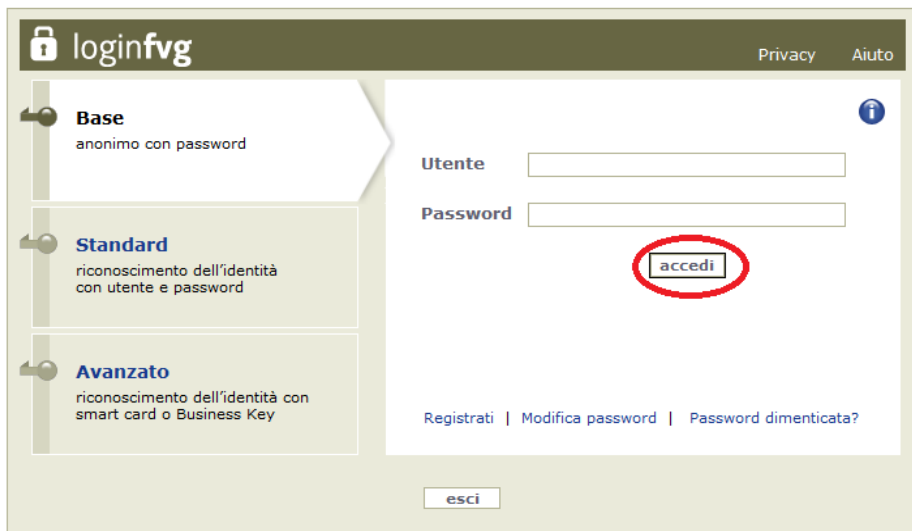 loginfvg
Privacy Aiuto
Base
anonimo con password
Standard
riconoscimento dell'identità
con utente e password
Avanzato
riconoscimento dell'identità con
smart card o Business Key
i
Utente
Password
accedi
Registrati | Modifica password | Password dimenticata?
esci